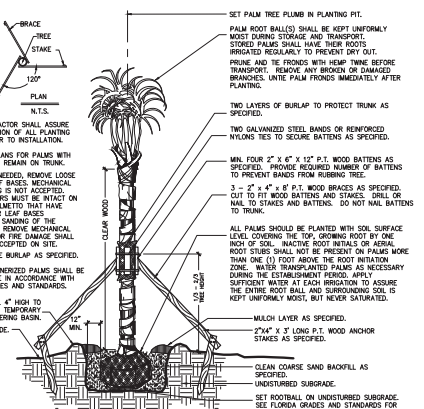 BRACE
TREE
STAKE
120°
PLAN
N.T.S.
ACTOR SHALL ASSURE
ION OF ALL PLANTING
R TO INSTALLATION.
ANS FOR PALMS WITH
REMAIN ON TRUNK.
NEEDED, REMOVE LOOSE
F BASES. MECHANICAL
G IS NOT ACCEPTED.
RS MUST BE INTACT ON
LMETTO THAT HAVE
LEAF BASES
SANDING OF THE
REMOVE MECHANICAL
OR FIRE DAMAGE SHALL
CCEPTED ON SITE.
E BURLAP AS SPECIFIED.
NERIZED PALMS SHALL BE
E IN ACCORDANCE WITH
ES AND STANDARDS.
4" HIGH TO
TEMPORARY
ERING BASIN.
DE.
12"
MIN.
CLEAR WOOD
1/3 - 2/3
TREE HEIGHT
SET PALM TREE PLUMB IN PLANTING PIT.
PALM ROOT BALL(S) SHALL BE KEPT UNIFORMLY
MOIST DURING STORAGE AND TRANSPORT.
STORED PALMS SHALL HAVE THEIR ROOTS
IRRIGATED REGULARLY TO PREVENT DRY OUT.
PRUNE AND TIE FRONDS WITH HEMP TWINE BEFORE
TRANSPORT. REMOVE ANY BROKEN OR DAMAGED
BRANCHES. UNTIE PALM FRONDS IMMEDIATELY AFTER
PLANTING.
TWO LAYERS OF BURLAP TO PROTECT TRUNK AS
SPECIFIED.
TWO GALVANIZED STEEL BANDS OR REINFORCED
NYLONS TIES TO SECURE BATTENS AS SPECIFIED.
MIN. FOUR 2" X 6" X 12" P.T. WOOD BATTENS AS
SPECIFIED. PROVIDE REQUIRED NUMBER OF BATTENS
TO PREVENT BANDS FROM RUBBING TREE.
3 - 2" x 4" x 8' P.T. WOOD BRACES AS SPECIFIED.
CUT TO FIT WOOD BATTENS AND STAKES. DRILL OR
NAIL TO STAKES AND BATTENS. DO NOT NAIL BATTENS
TO TRUNK.
ALL PALMS SHOULD BE PLANTED WITH SOIL SURFACE
LEVEL COVERING THE TOP, GROWING ROOT BY ONE
INCH OF SOIL. INACTIVE ROOT INITIALS OR AERIAL
ROOT STUBS SHALL NOT BE PRESENT ON PALMS MORE
THAN ONE (1) FOOT ABOVE THE ROOT INITIATION
ZONE. WATER TRANSPLANTED PALMS AS NECESSARY
DURING THE ESTABLISHMENT PERIOD. APPLY
SUFFICIENT WATER AT EACH IRRIGATION TO ASSURE
THE ENTIRE ROOT BALL AND SURROUNDING SOIL IS
KEPT UNIFORMLY MOIST, BUT NEVER SATURATED.
MULCH LAYER AS SPECIFIED.
2"X4" X 3' LONG P.T. WOOD ANCHOR
STAKES AS SPECIFIED.
CLEAN COARSE SAND BACKFILL AS
SPECIFIED.
UNDISTURBED SUBGRADE.
SET ROOTBALL ON UNDISTURBED SUBGRADE.
SEE FLORIDA GRADES AND STANDARDS FOR